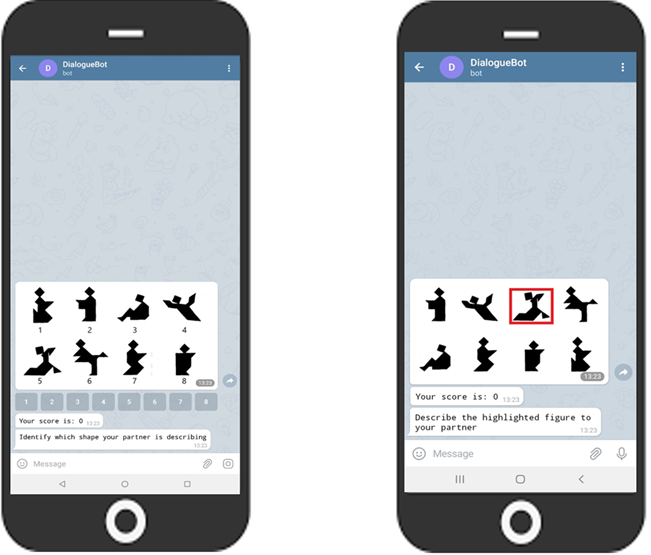 D
DialogueBot
bot
1 2 3 4
5 6 7 8
13:23
1 2 3 4 5 6 7 8
Your score is: 0 13:23
Identify which shape your partner is describing
13:23
Message
D
DialogueBot
bot
13:23
Your score is: 0 13:23
Describe the highlighted figure to
your partner 13:23
Message